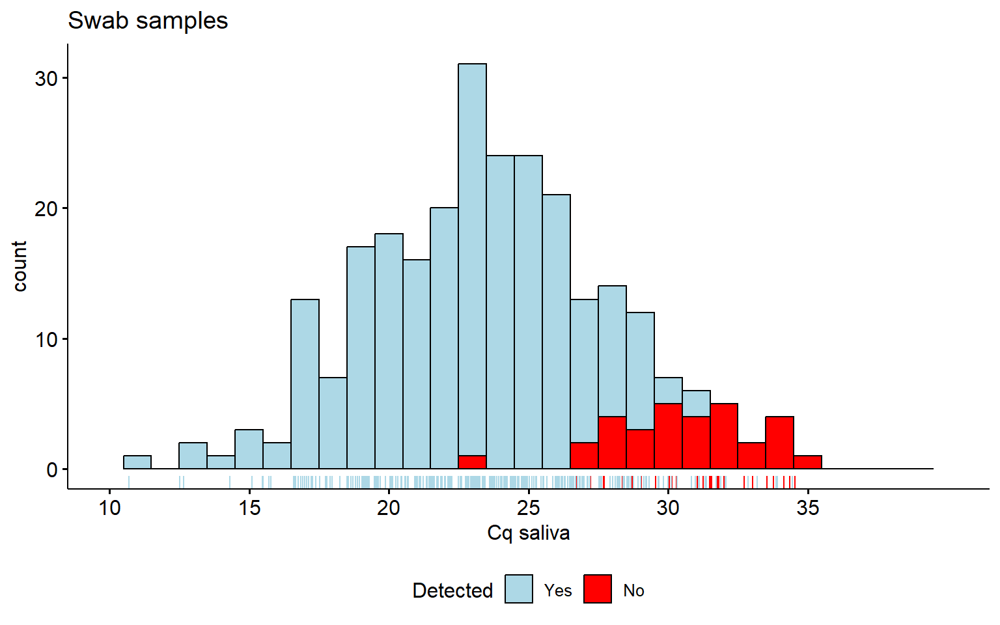 Swab samples
30
20
10
0
count
10 15 20 25 30 35
Cq saliva
Detected Yes No